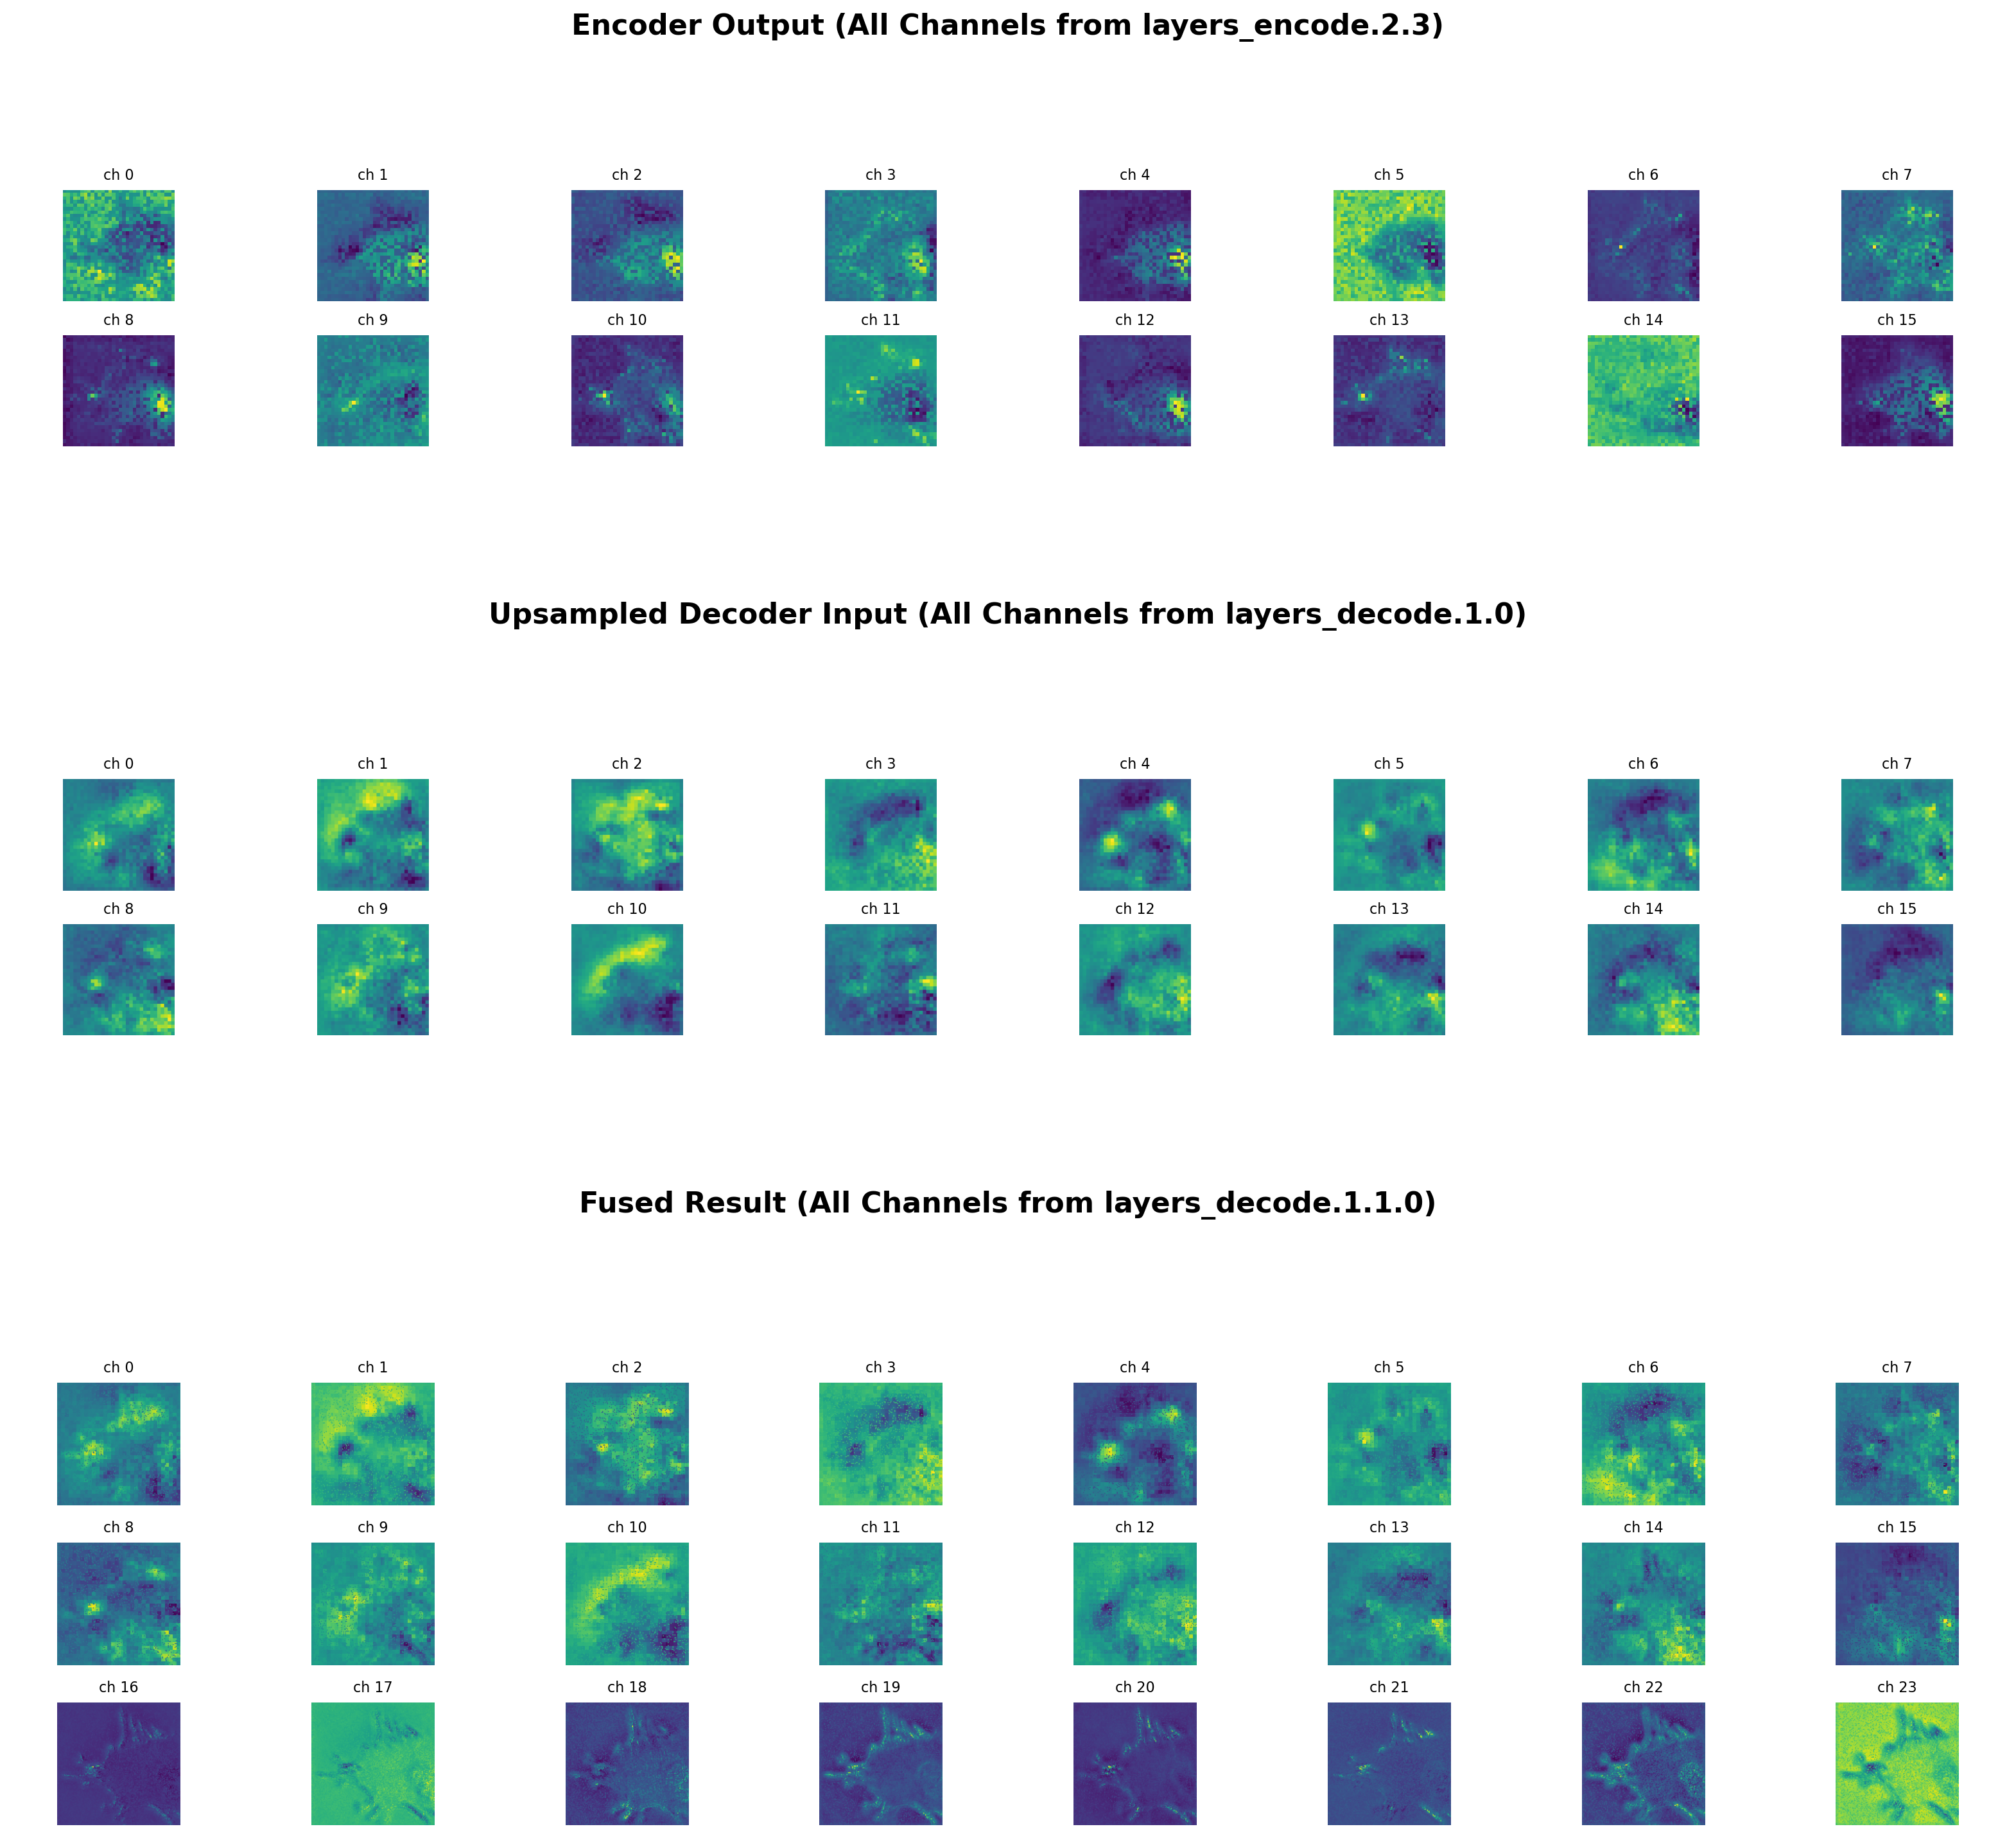 Encoder Output (All Channels from layers_encode.2.3)
ch 0 ch 1 ch 2 ch 3 ch 4 ch 5 ch 6 ch 7
ch 8 ch 9 ch 10 ch 11 ch 12 ch 13 ch 14 ch 15
Upsampled Decoder Input (All Channels from layers_decode.1.0)
ch 0 ch 1 ch 2 ch 3 ch 4 ch 5 ch 6 ch 7
ch 8 ch 9 ch 10 ch 11 ch 12 ch 13 ch 14 ch 15
Fused Result (All Channels from layers_decode.1.1.0)
ch 0 ch 1 ch 2 ch 3 ch 4 ch 5 ch 6 ch 7
ch 8 ch 9 ch 10 ch 11 ch 12 ch 13 ch 14 ch 15
ch 16 ch 17 ch 18 ch 19 ch 20 ch 21 ch 22 ch 23